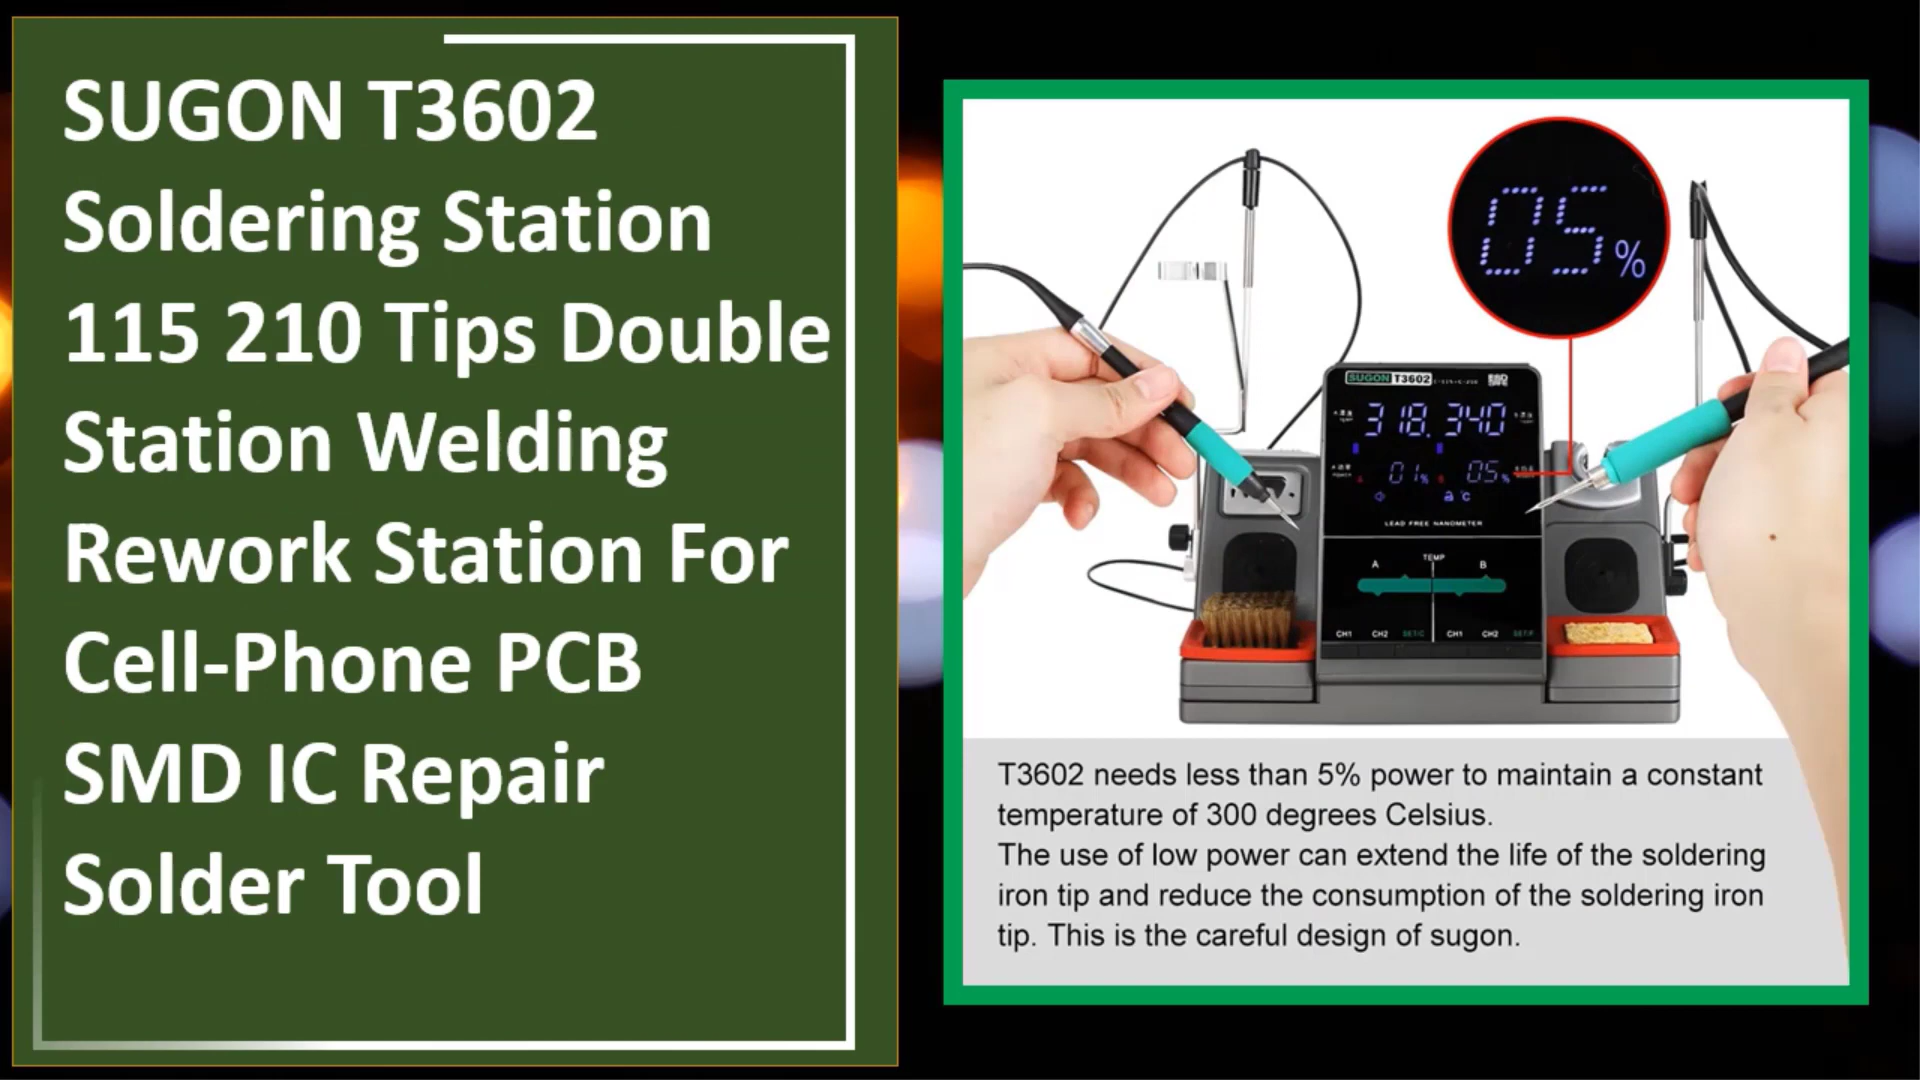 SUGON T3602
Soldering Station
115 210 Tips Double
Station Welding
Rework Station For
Cell-Phone PCB
SMD IC Repair
Solder Tool
05%
SUGON T3602
318. 340
01% 05%
°C
LEAD FREE NANOMETER
TEMP
A B
CH1 CH2 SET/C CH1 CH2 SET/F
T3602 needs less than 5% power to maintain a constant
temperature of 300 degrees Celsius.
The use of low power can extend the life of the soldering
iron tip and reduce the consumption of the soldering iron
tip. This is the careful design of sugon.